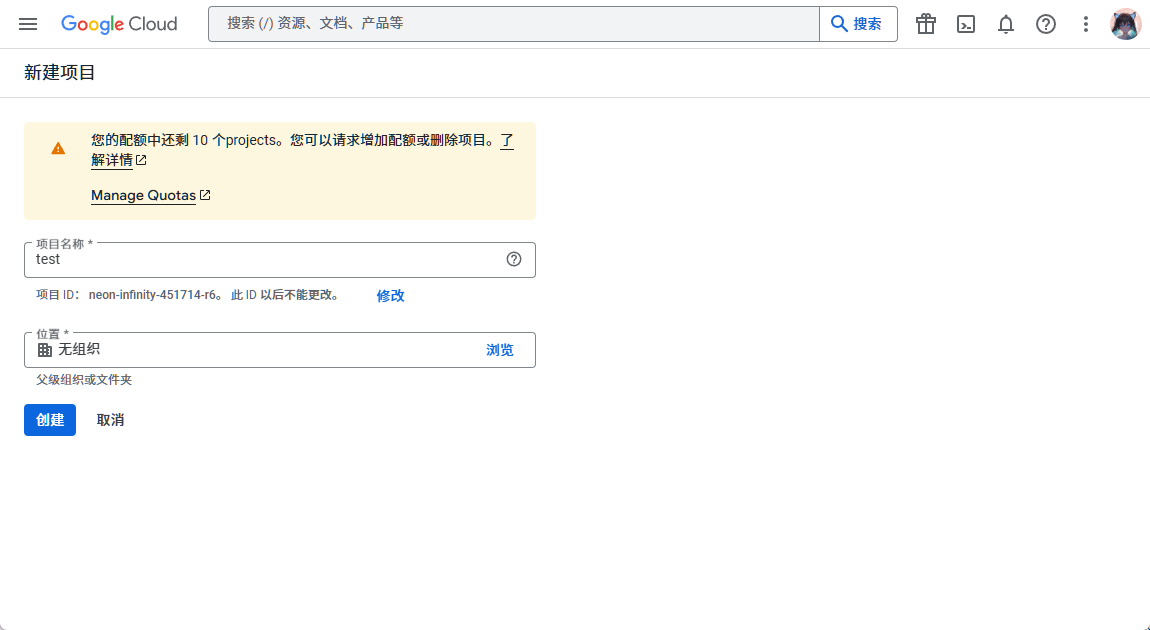 Google Cloud
搜索 (/) 资源、文档、产品等
搜索
新建项目
您的配额中还剩 10 个projects。您可以请求增加配额或删除项目。了
解详情
Manage Quotas
项目名称 *
test
项目 ID： neon-infinity-451714-r6。 此 ID 以后不能更改。 修改
位置 *
无组织 浏览
父级组织或文件夹
创建 取消